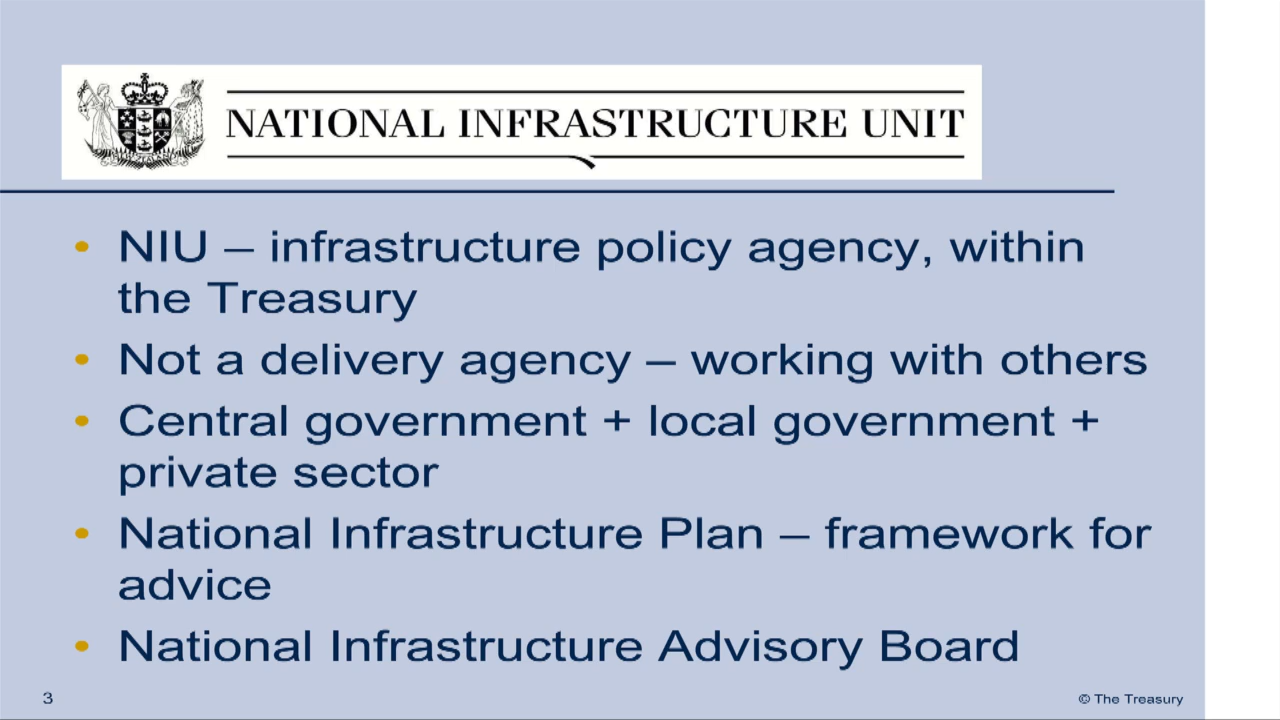 NATIONAL INFRASTRUCTURE UNIT
• NIU – infrastructure policy agency, within
the Treasury
• Not a delivery agency – working with others
• Central government + local government +
private sector
• National Infrastructure Plan – framework for
advice
• National Infrastructure Advisory Board
3
© The Treasury